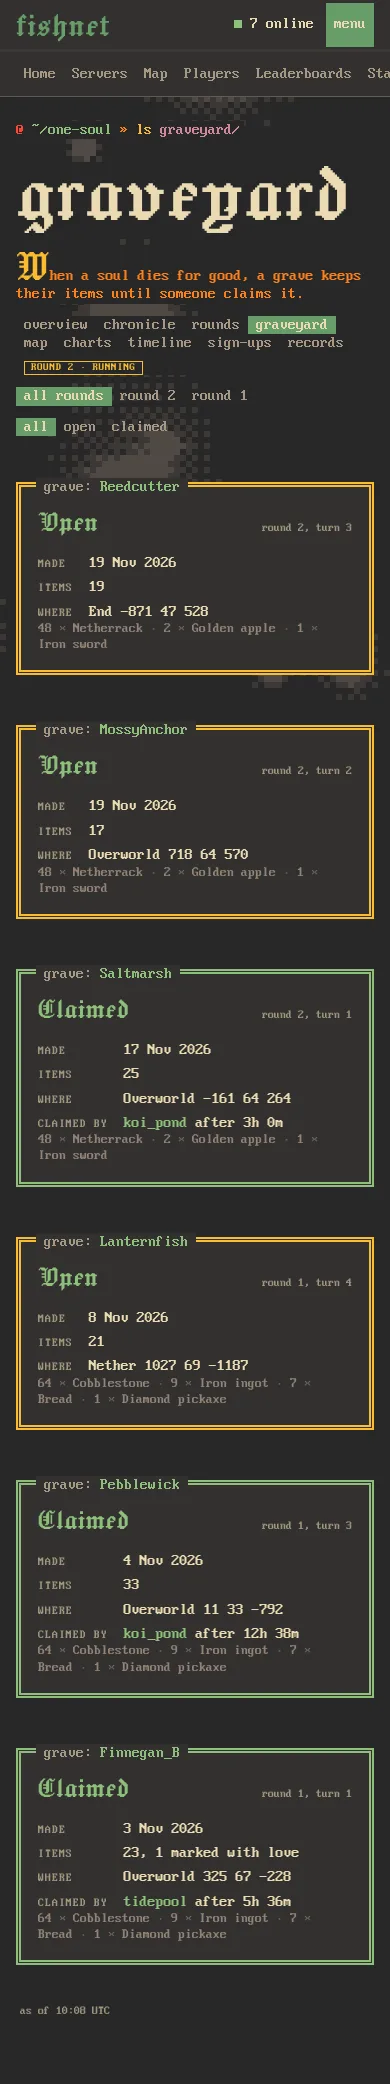 fishnet
7 online
menu
Home Servers Map Players Leaderboards Sta
@ ~/one-soul » ls graveyard/
graveyard
When a soul dies for good, a grave keeps
their items until someone claims it.
overview chronicle rounds graveyard
map charts timeline sign-ups records
ROUND 2 · RUNNING
all rounds round 2 round 1
all open claimed
grave: Reedcutter
Open
round 2, turn 3
MADE 19 Nov 2026
ITEMS 19
WHERE End -871 47 528
48 × Netherrack · 2 × Golden apple · 1 ×
Iron sword
grave: MossyAnchor
Open
round 2, turn 2
MADE 19 Nov 2026
ITEMS 17
WHERE Overworld 718 64 570
48 × Netherrack · 2 × Golden apple · 1 ×
Iron sword
grave: Saltmarsh
Claimed
round 2, turn 1
MADE 17 Nov 2026
ITEMS 25
WHERE Overworld -161 64 264
CLAIMED BY koi_pond after 3h 0m
48 × Netherrack · 2 × Golden apple · 1 ×
Iron sword
grave: Lanternfish
Open
round 1, turn 4
MADE 8 Nov 2026
ITEMS 21
WHERE Nether 1027 69 -1187
64 × Cobblestone · 9 × Iron ingot · 7 ×
Bread · 1 × Diamond pickaxe
grave: Pebblewick
Claimed
round 1, turn 3
MADE 4 Nov 2026
ITEMS 33
WHERE Overworld 11 33 -792
CLAIMED BY koi_pond after 12h 38m
64 × Cobblestone · 9 × Iron ingot · 7 ×
Bread · 1 × Diamond pickaxe
grave: Finnegan_B
Claimed
round 1, turn 1
MADE 3 Nov 2026
ITEMS 23, 1 marked with love
WHERE Overworld 325 67 -228
CLAIMED BY tidepool after 5h 36m
64 × Cobblestone · 9 × Iron ingot · 7 ×
Bread · 1 × Diamond pickaxe
as of 10:08 UTC